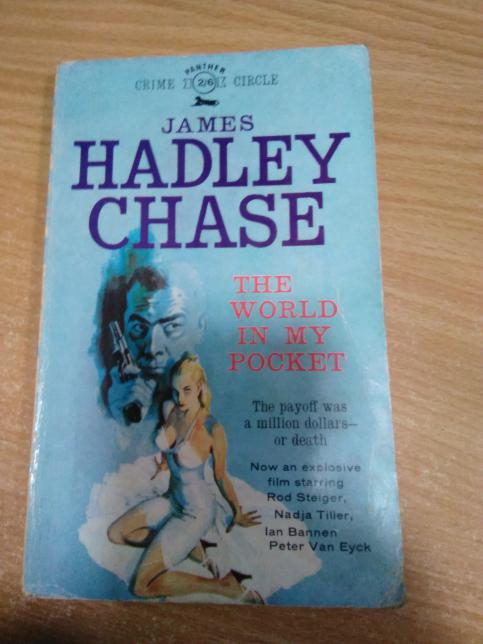 PANTHER
CRIME 2/6 CIRCLE
JAMES
HADLEY
CHASE
THE
WORLD
IN MY
POCKET
The payoff was
a million dollars—
or death
Now an explosive
film starring
Rod Steiger,
Nadja Tiller,
Ian Bannen
Peter Van Eyck